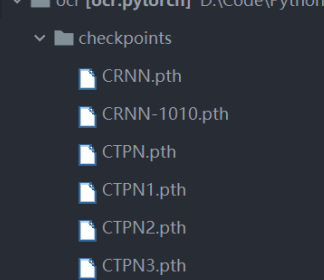 ocr [ocr.pytorch] D:\Code\Python
checkpoints
CRNN.pth
CRNN-1010.pth
CTPN.pth
CTPN1.pth
CTPN2.pth
CTPN3.pth